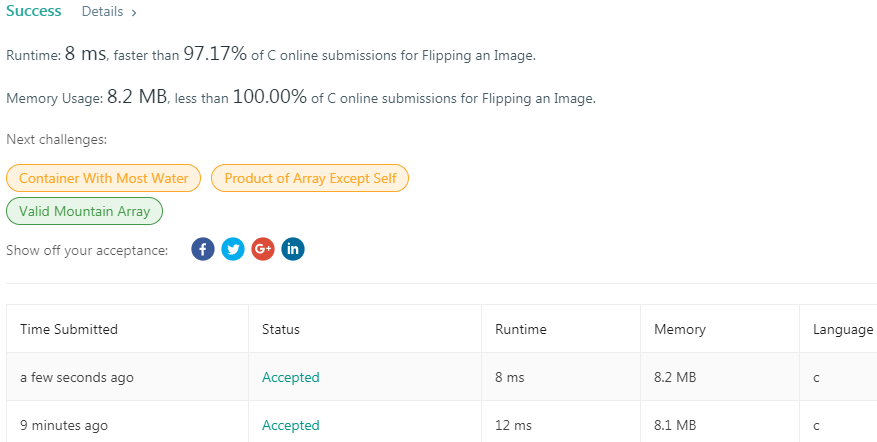 Success Details ›
Runtime: 8 ms, faster than 97.17% of C online submissions for Flipping an Image.
Memory Usage: 8.2 MB, less than 100.00% of C online submissions for Flipping an Image.
Next challenges:
Container With Most Water Product of Array Except Self
Valid Mountain Array
Show off your acceptance: f G+ in
Time Submitted Status Runtime Memory Language
a few seconds ago Accepted 8 ms 8.2 MB c
9 minutes ago Accepted 12 ms 8.1 MB c